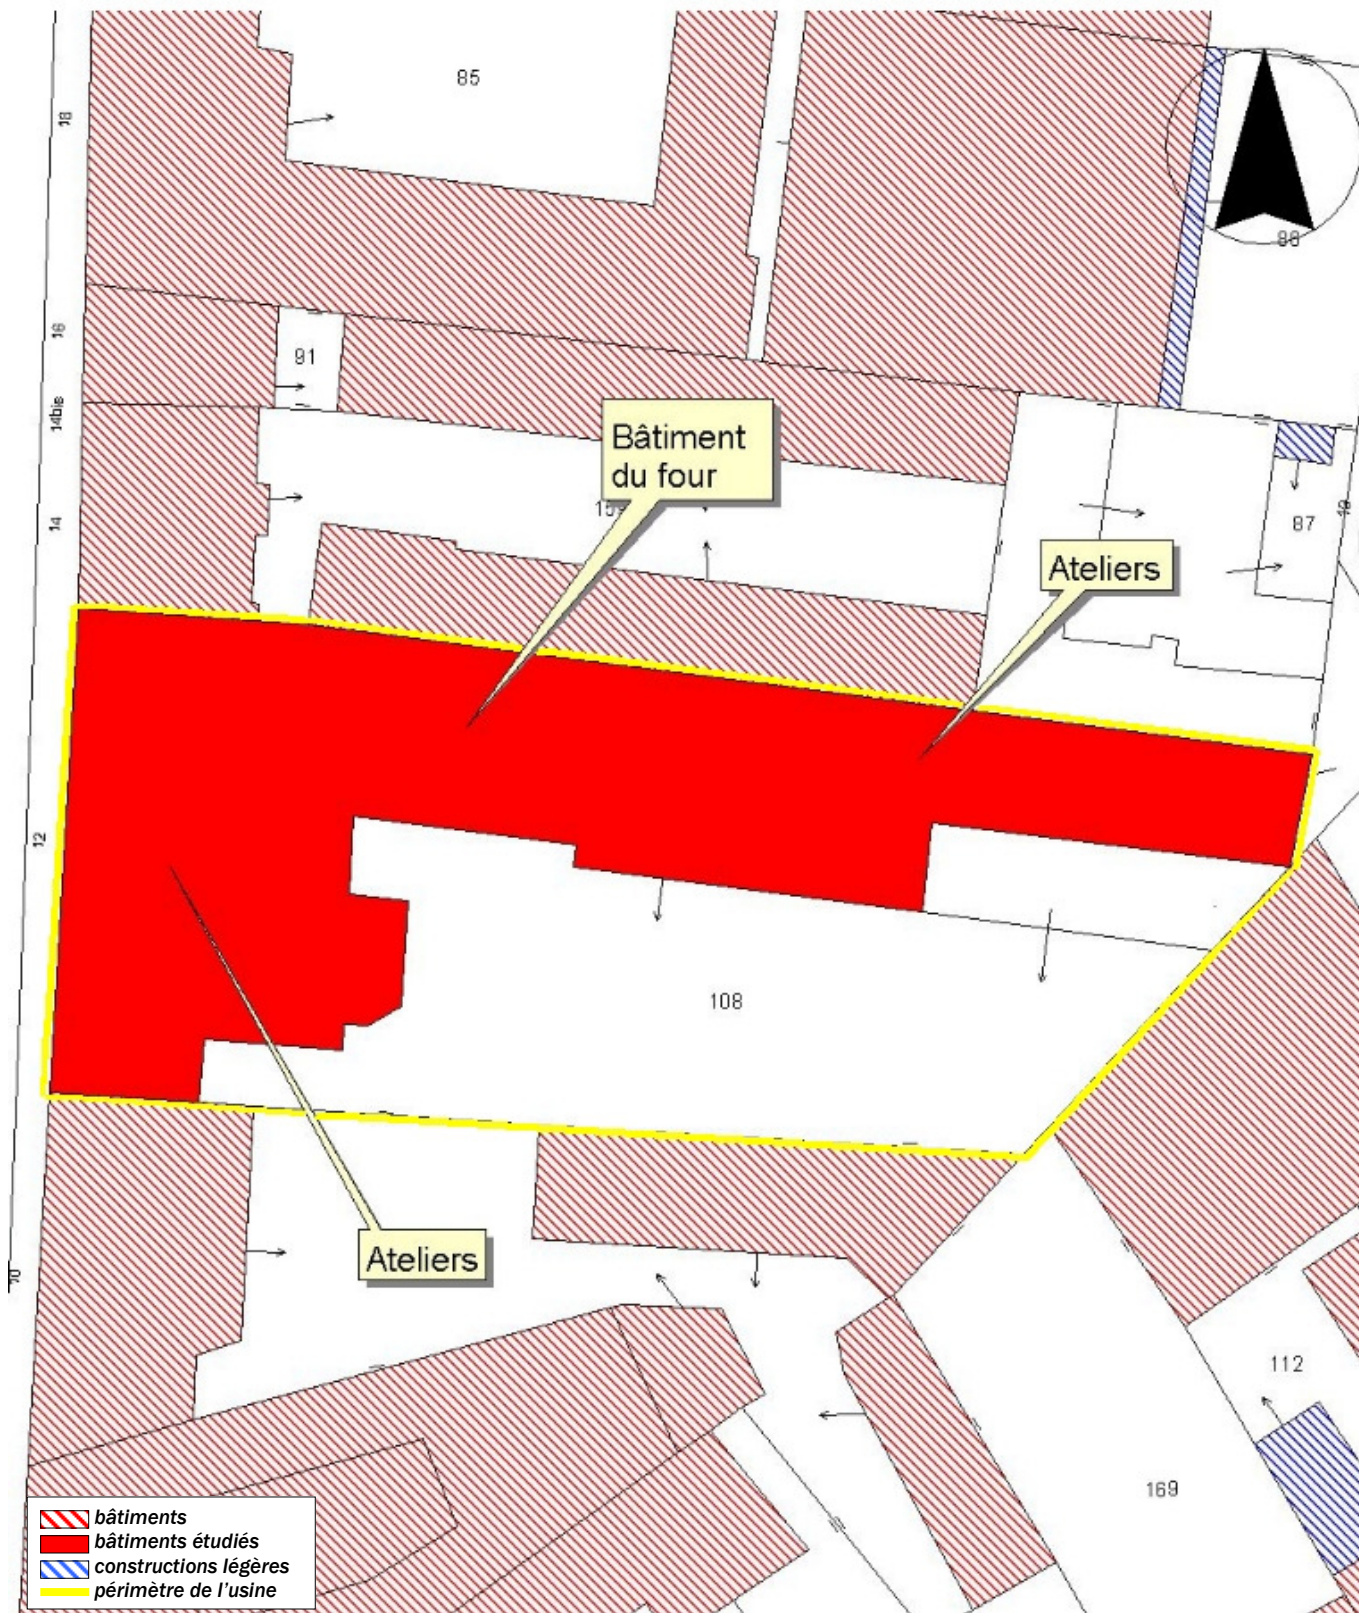 85
18
88
16
91
14bis
Bâtiment
du four
14
87
Ateliers
12
108
Ateliers
112
169
bâtiments
bâtiments étudiés
constructions légères
périmètre de l'usine